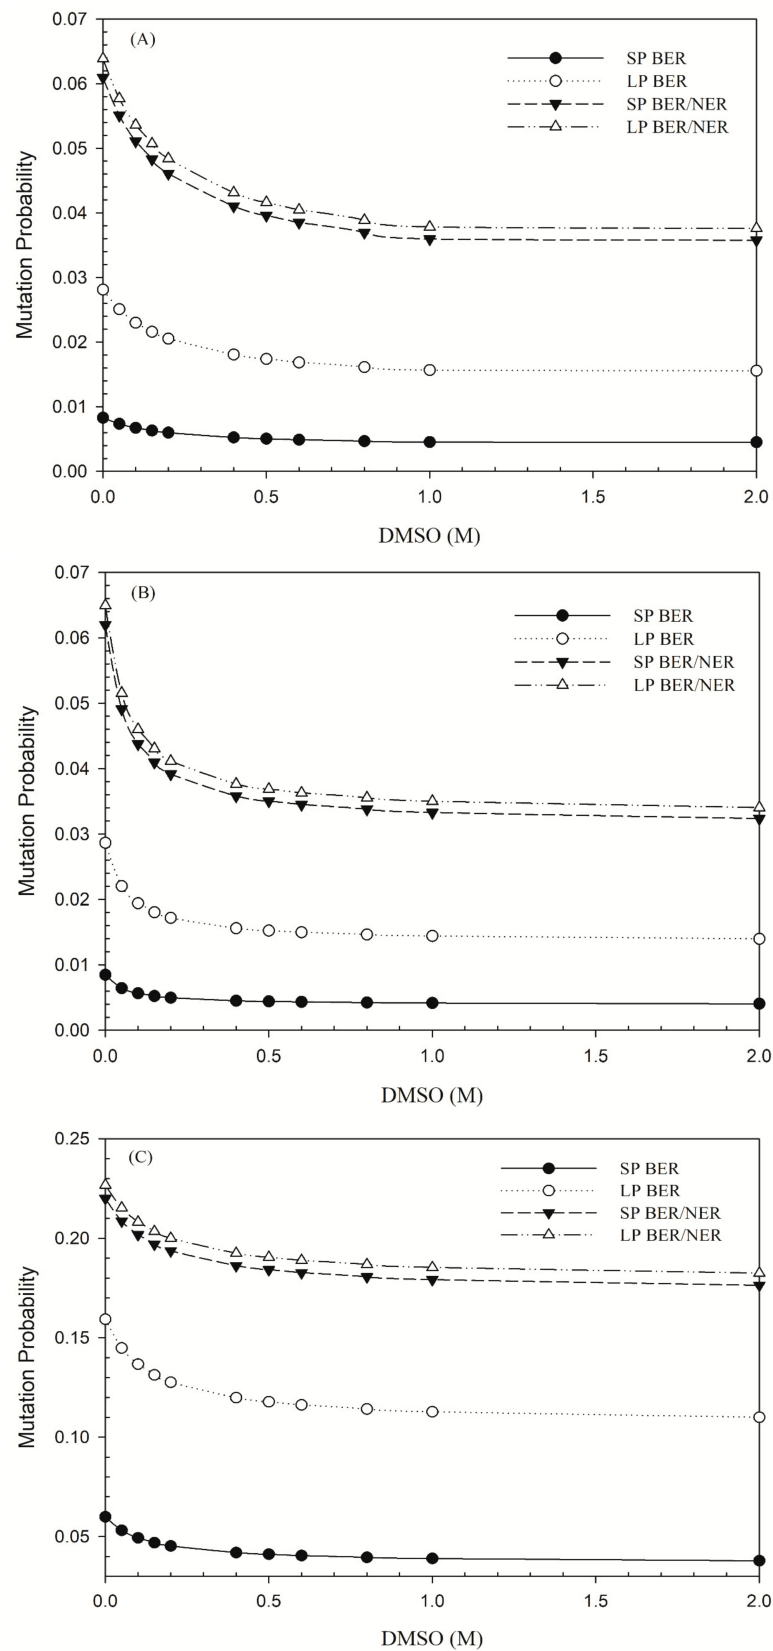 0.07
(A)
SP BER
LP BER
SP BER/NER
LP BER/NER
0.06
0.05
0.04
0.03
0.02
0.01
0.00
Mutation Probability
0.0 0.5 1.0 1.5 2.0
DMSO (M)
0.07
(B)
SP BER
LP BER
SP BER/NER
LP BER/NER
0.06
0.05
0.04
0.03
0.02
0.01
0.00
Mutation Probability
0.0 0.5 1.0 1.5 2.0
DMSO (M)
0.25
(C)
SP BER
LP BER
SP BER/NER
LP BER/NER
0.20
0.15
0.10
0.05
Mutation Probability
0.0 0.5 1.0 1.5 2.0
DMSO (M)